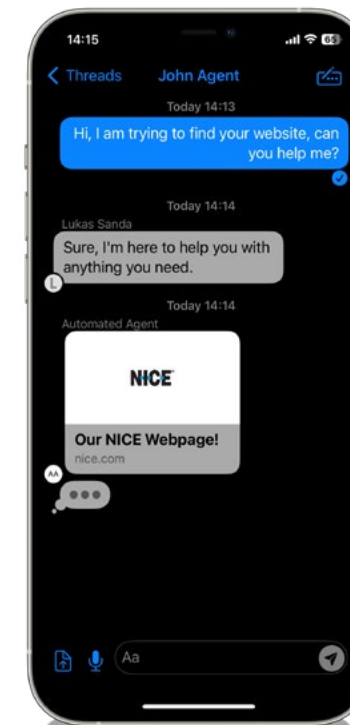 14:15
65
Threads
John Agent
Today 14:13
Hi, I am trying to find your website, can
you help me?
Today 14:14
Lukas Sanda
Sure, I'm here to help you with
anything you need.
L
Today 14:14
Automated Agent
NICE
Our NICE Webpage!
nice.com
AA
Aa